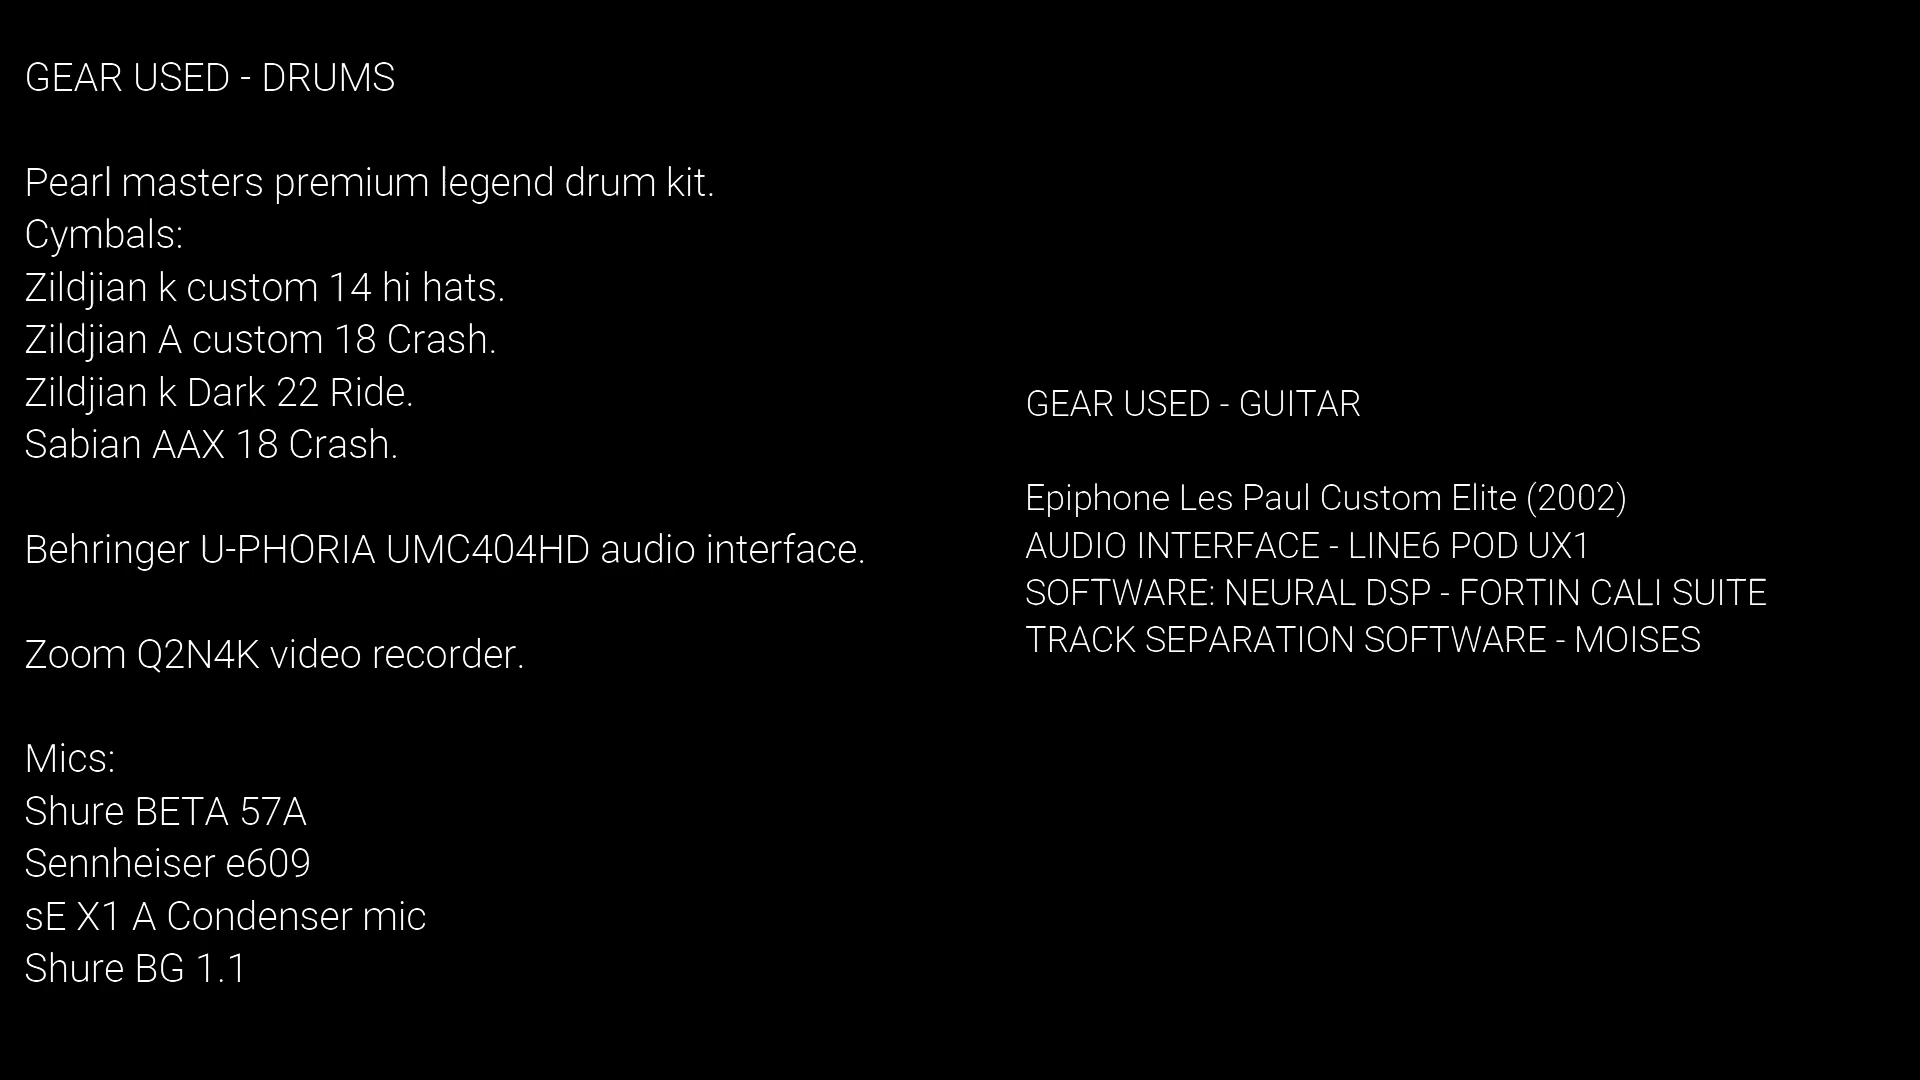 GEAR USED - DRUMS
Pearl masters premium legend drum kit.
Cymbals:
Zildjian k custom 14 hi hats.
Zildjian A custom 18 Crash.
Zildjian k Dark 22 Ride.
Sabian AAX 18 Crash.
Behringer U-PHORIA UMC404HD audio interface.
Zoom Q2N4K video recorder.
Mics:
Shure BETA 57A
Sennheiser e609
sE X1 A Condenser mic
Shure BG 1.1
GEAR USED - GUITAR
Epiphone Les Paul Custom Elite (2002)
AUDIO INTERFACE - LINE6 POD UX1
SOFTWARE: NEURAL DSP - FORTIN CALI SUITE
TRACK SEPARATION SOFTWARE - MOISES